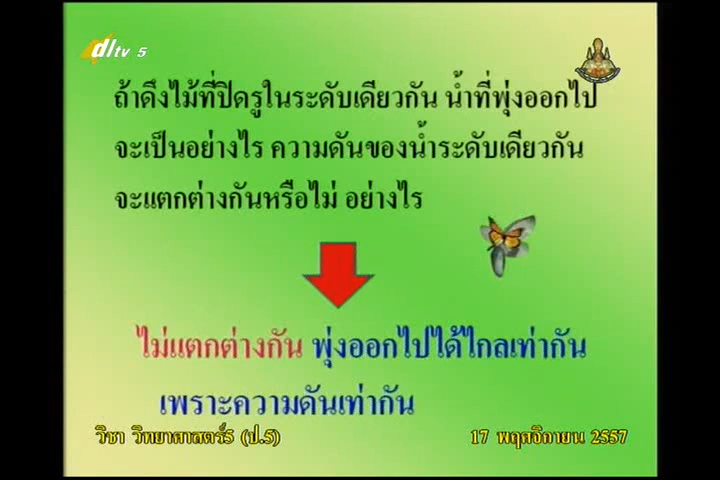 dltv 5
ถ้าดึงไม้ที่ปิดรูในระดับเดียวกัน น้ำที่พุ่งออกไป
จะเป็นอย่างไร ความดันของน้ำระดับเดียวกัน
จะแตกต่างกันหรือไม่ อย่างไร
ไม่แตกต่างกัน พุ่งออกไปได้ไกลเท่ากัน
เพราะความดันเท่ากัน
วิชา วิทยาศาสตร์5 (ป.5) 17 พฤศจิกายน 2557